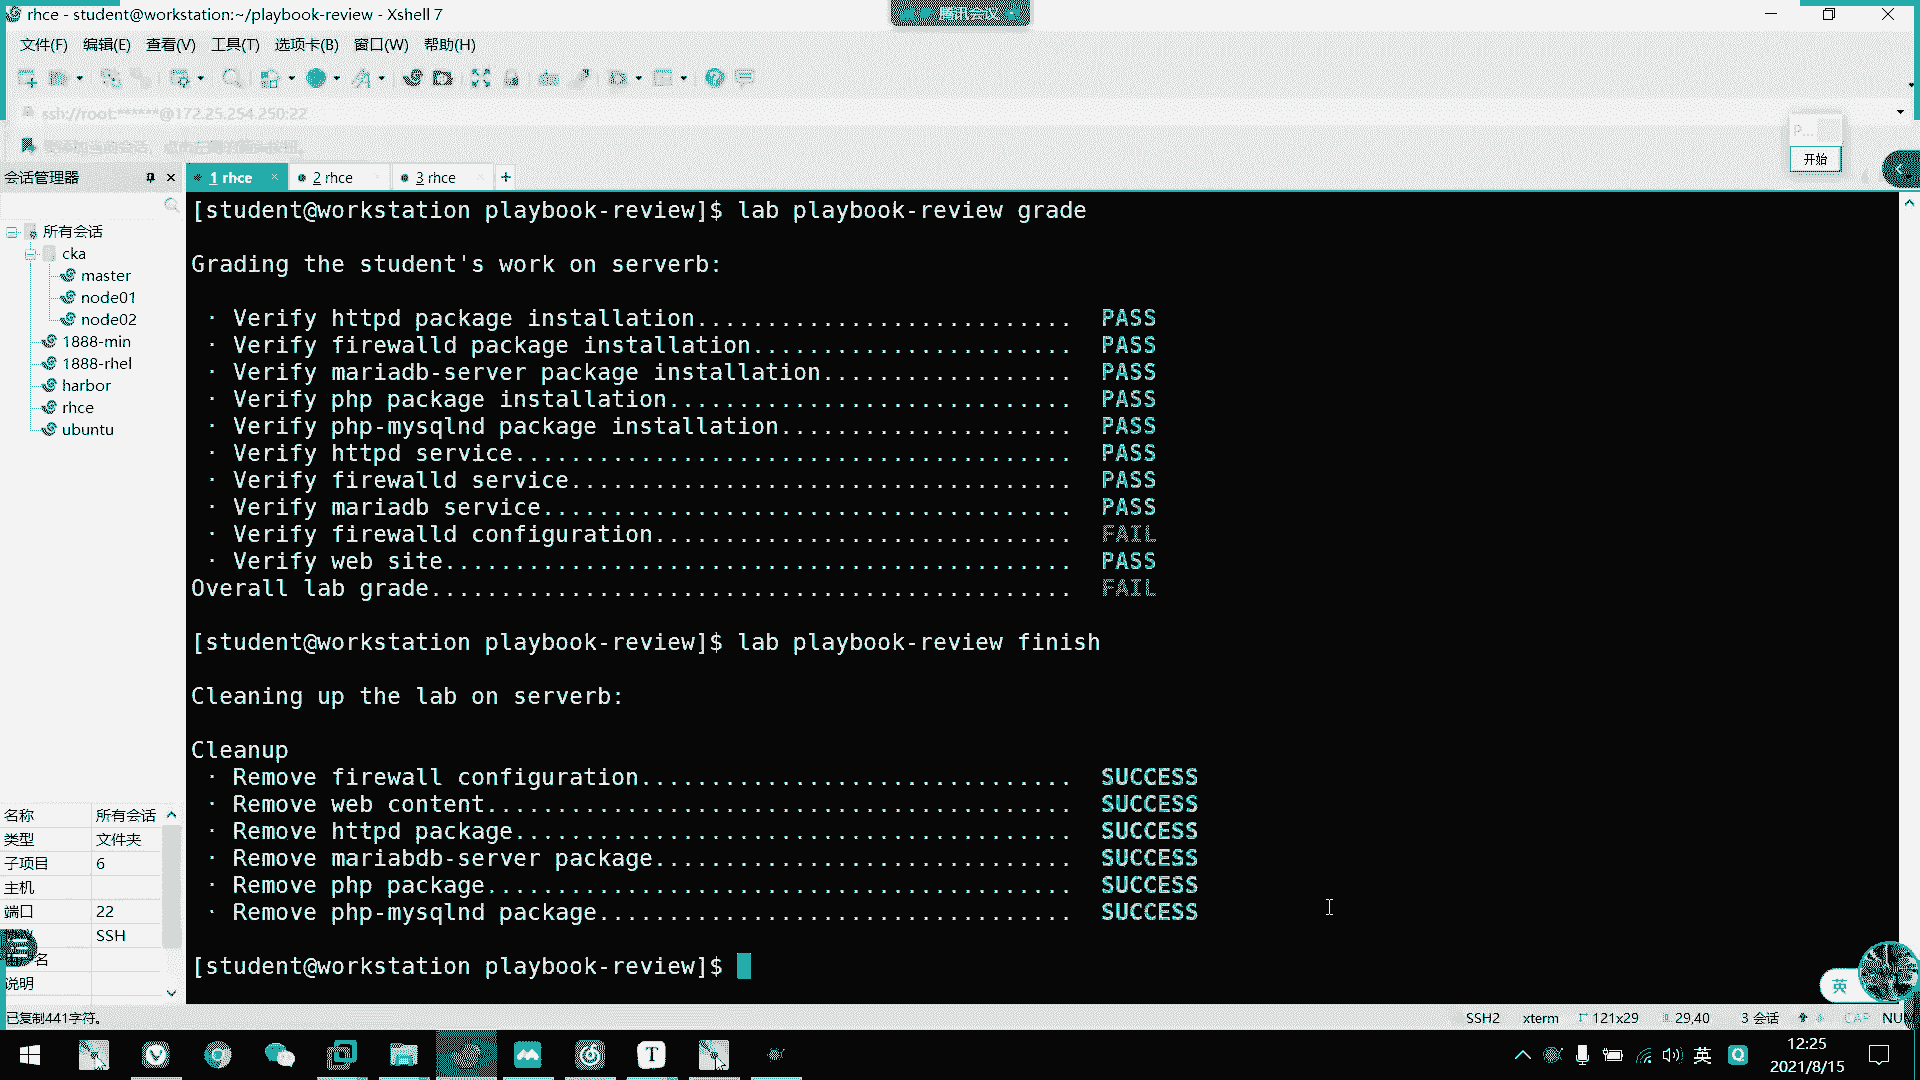 rhce - student@workstation:~/playbook-review - Xshell 7
腾讯会议
文件(F) 编辑(E) 查看(V) 工具(T) 选项卡(B) 窗口(W) 帮助(H)
ssh://root:******@172.25.254.250:22
P...
开始
会话管理器
1 rhce
2 rhce
3 rhce
+
所有会话
cka
master
node01
node02
1888-min
1888-rhel
harbor
rhce
ubuntu
[student@workstation playbook-review]$ lab playbook-review grade
Grading the student's work on serverb:
· Verify httpd package installation........................... PASS
· Verify firewalld package installation....................... PASS
· Verify mariadb-server package installation.................. PASS
· Verify php package installation............................. PASS
· Verify php-mysqlnd package installation..................... PASS
· Verify httpd service........................................ PASS
· Verify firewalld service.................................... PASS
· Verify mariadb service...................................... PASS
· Verify firewalld configuration.............................. FAIL
· Verify web site............................................. PASS
Overall lab grade.............................................. FAIL
[student@workstation playbook-review]$ lab playbook-review finish
Cleaning up the lab on serverb:
Cleanup
· Remove firewall configuration............................... SUCCESS
· Remove web content.......................................... SUCCESS
· Remove httpd package........................................ SUCCESS
· Remove mariabdb-server package.............................. SUCCESS
· Remove php package.......................................... SUCCESS
· Remove php-mysqlnd package.................................. SUCCESS
[student@workstation playbook-review]$
名称 所有会话
类型 文件夹
子项目 6
主机
端口 22
SSH
名
说明
英
已复制441字符。
SSH2 xterm 121x29 29,40 3 会话 CAP NUM
英
12:25
2021/8/15